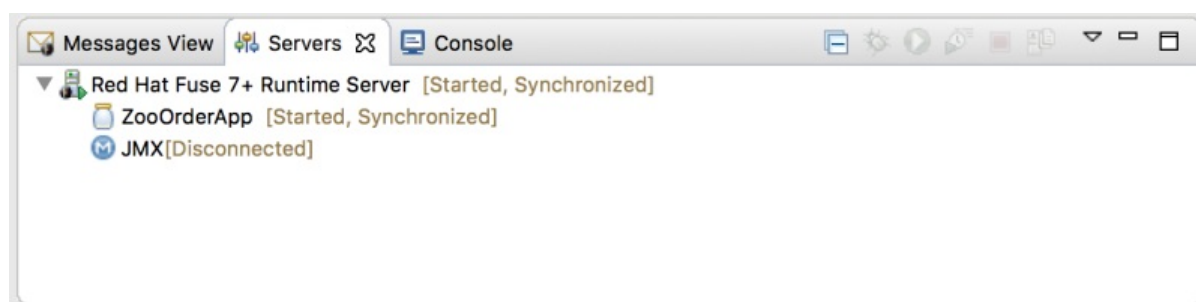 Messages View Servers Console
Red Hat Fuse 7+ Runtime Server [Started, Synchronized]
ZooOrderApp [Started, Synchronized]
JMX[Disconnected]